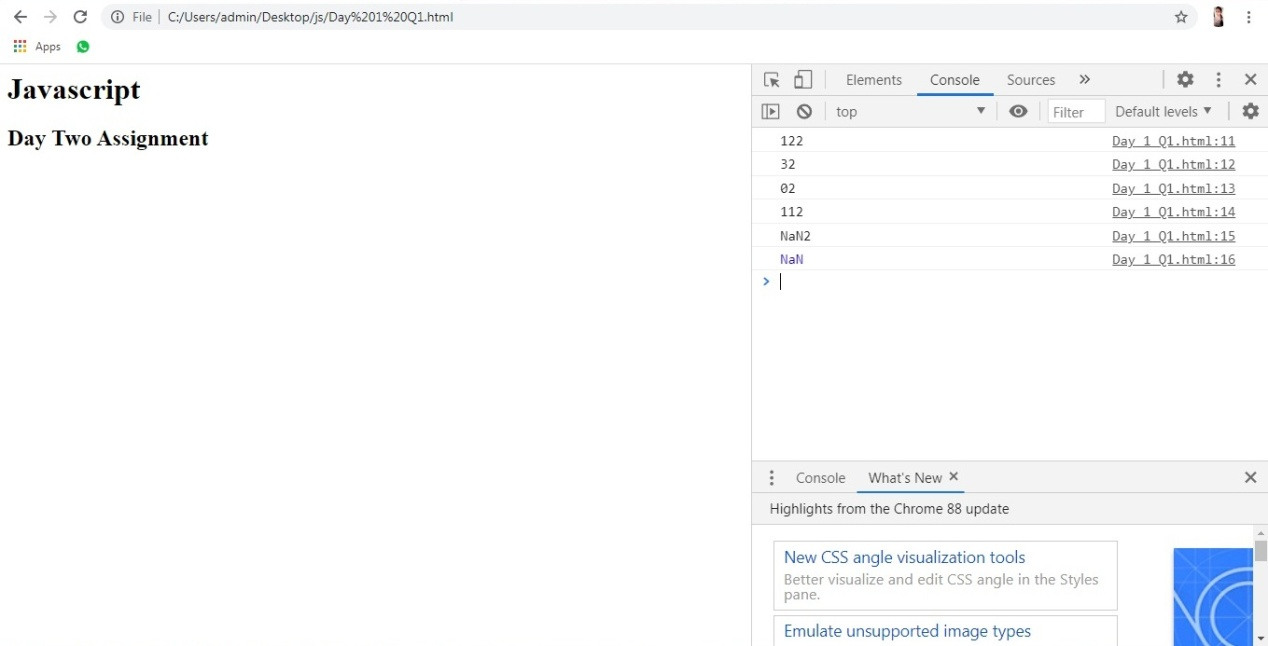 File C:/Users/admin/Desktop/js/Day%201%20Q1.html
Apps
Javascript
Day Two Assignment
Elements Console Sources »
top Filter Default levels
122 Day 1 Q1.html:11
32 Day 1 Q1.html:12
02 Day 1 Q1.html:13
112 Day 1 Q1.html:14
NaN2 Day 1 Q1.html:15
NaN Day 1 Q1.html:16
Console What's New
Highlights from the Chrome 88 update
New CSS angle visualization tools
Better visualize and edit CSS angle in the Styles
pane.
Emulate unsupported image types